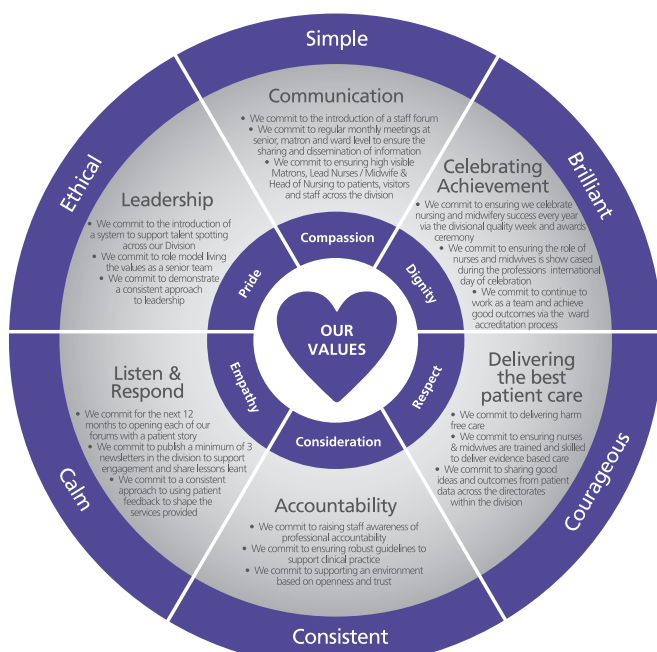 Simple
Communication
• We commit to the introduction of a staff forum
• We commit to regular monthly meetings at
senior, matron and ward level to ensure the
sharing and dissemination of information
• We commit to ensuring high visible
Matrons, Lead Nurses / Midwife &
Head of Nursing to patients, visitors
and staff across the division
Compassion
Brilliant
Celebrating
Achievement
• We commit to ensuring we celebrate
nursing and midwifery success every year
via the divisional quality week and awards
ceremony
• We commit to ensuring the role of
nurses and midwives is show cased
during the professions international
day of celebration
• We commit to continue to
work as a team and achieve
good outcomes via the ward
accreditation process
Dignity
Courageous
Delivering
the best
patient care
• We commit to delivering harm
free care
• We commit to ensuring nurses
& midwives are trained and skilled
to deliver evidence based care
• We commit to sharing good
ideas and outcomes from patient
data across the directorates
within the division
Respect
Consistent
Accountability
• We commit to raising staff awareness of
professional accountability
• We commit to ensuring robust guidelines to
support clinical practice
• We commit to supporting an environment
based on openness and trust
Consideration
Calm
Listen &
Respond
• We commit for the next 12
months to opening each of our
forums with a patient story
• We commit to publish a minimum of 3
newsletters in the division to support
engagement and share lessons leant
• We commit to a consistent
approach to using patient
feedback to shape the
services provided
Empathy
Ethical
Leadership
• We commit to the introduction of
a system to support talent spotting
across our Division
• We commit to role model living
the values as a senior team
• We commit to demonstrate
a consistent approach
to leadership
Pride
OUR
VALUES